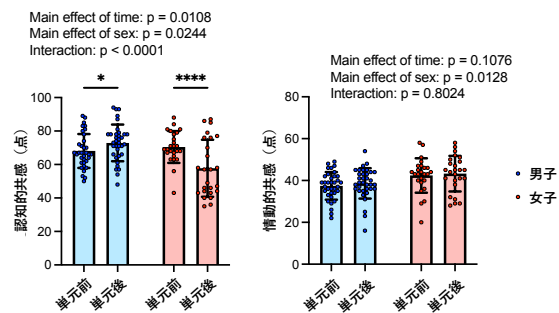 Main effect of time: p = 0.0108
Main effect of sex: p = 0.0244
Interaction: p < 0.0001
*
****
100
80
60
40
20
0
認知的共感（点）
単元前
単元後
単元前
単元後
Main effect of time: p = 0.1076
Main effect of sex: p = 0.0128
Interaction: p = 0.8024
80
60
40
20
0
情動的共感（点）
単元前
単元後
単元前
単元後
男子
女子